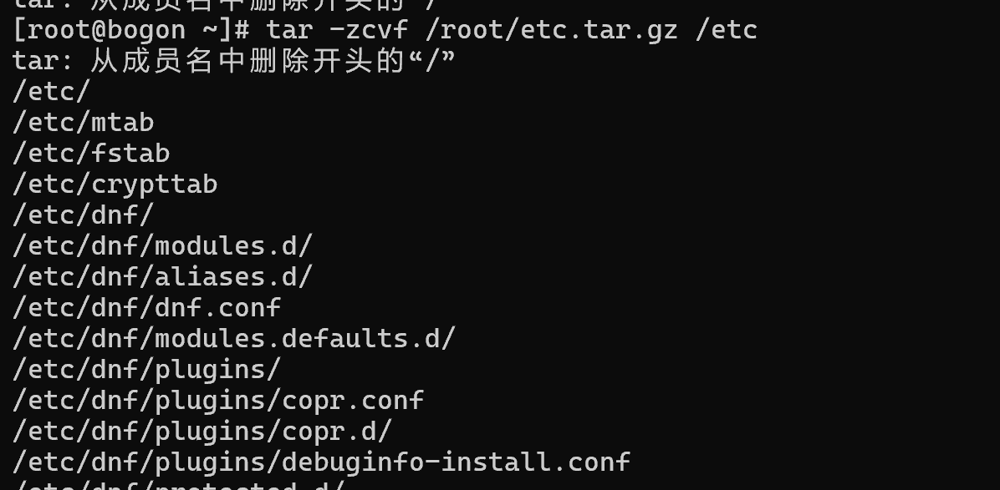 tar: 从成员名中删除开头的“/”
[root@bogon ~]# tar -zcvf /root/etc.tar.gz /etc
tar: 从成员名中删除开头的“/”
/etc/
/etc/mtab
/etc/fstab
/etc/crypttab
/etc/dnf/
/etc/dnf/modules.d/
/etc/dnf/aliases.d/
/etc/dnf/dnf.conf
/etc/dnf/modules.defaults.d/
/etc/dnf/plugins/
/etc/dnf/plugins/copr.conf
/etc/dnf/plugins/copr.d/
/etc/dnf/plugins/debuginfo-install.conf
/etc/dnf/protected.d/